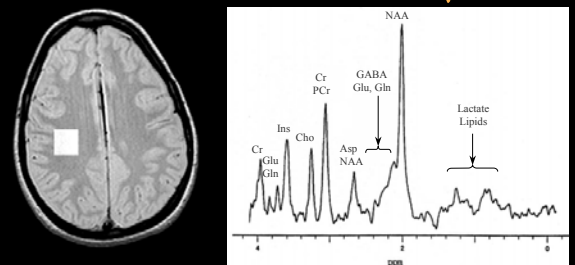 NAA
Cr
PCr
GABA
Glu, Gln
Lactate
Lipids
Ins
Cho
Cr
Glu
Gln
Asp
NAA
4
2
0
ppm